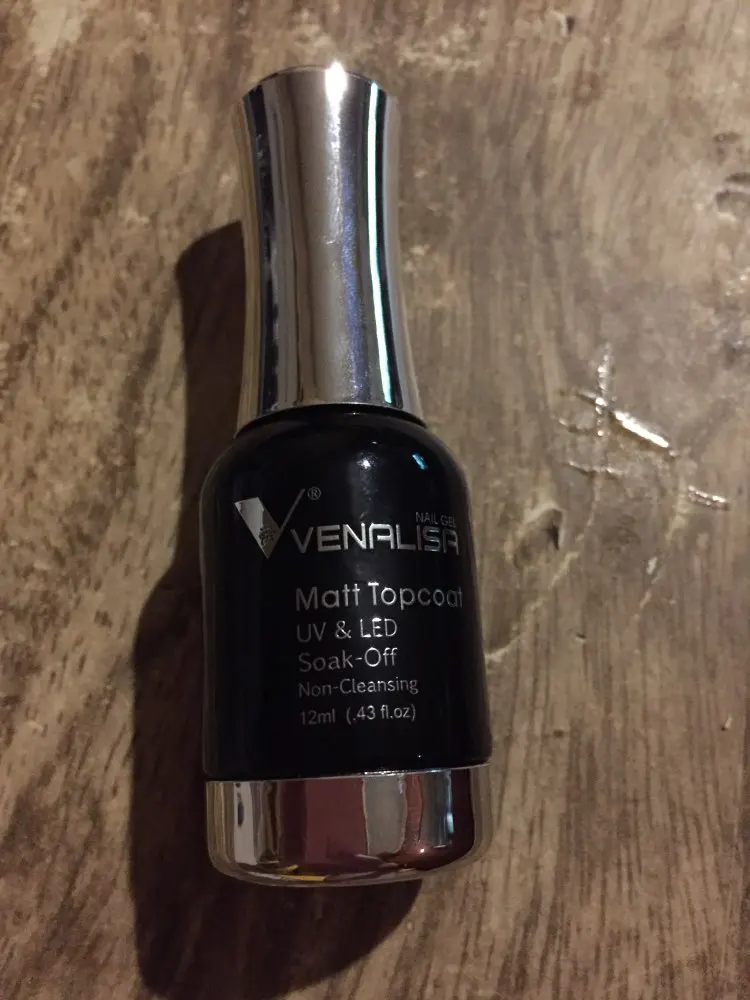 ®
NAIL GEL
VENALISA
Matt Topcoat
UV & LED
Soak-Off
Non-Cleansing
12ml (.43 fl.oz)